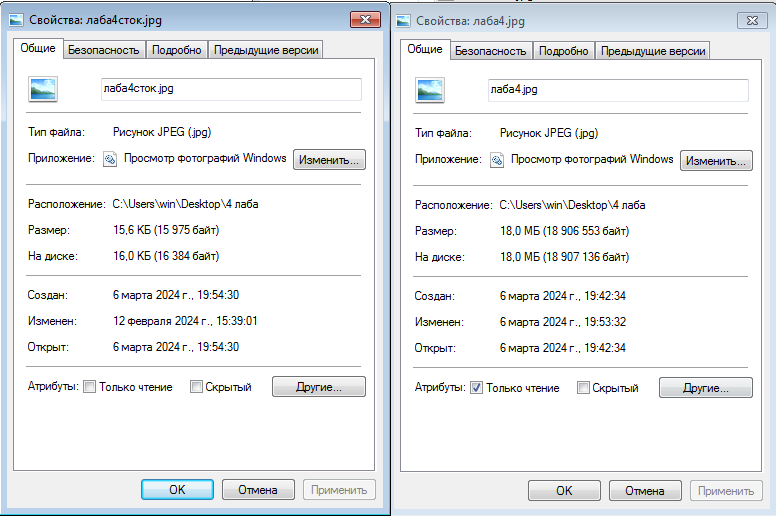 Свойства: лаба4сток.jpg
Общие Безопасность Подробно Предыдущие версии
лаба4сток.jpg
Тип файла: Рисунок JPEG (.jpg)
Приложение: Просмотр фотографий Windows Изменить...
Расположение: C:\Users\win\Desktop\4 лаба
Размер: 15,6 КБ (15 975 байт)
На диске: 16,0 КБ (16 384 байт)
Создан: 6 марта 2024 г., 19:54:30
Изменен: 12 февраля 2024 г., 15:39:01
Открыт: 6 марта 2024 г., 19:54:30
Атрибуты: Только чтение Скрытый Другие...
OK Отмена Применить
Свойства: лаба4.jpg
Общие Безопасность Подробно Предыдущие версии
лаба4.jpg
Тип файла: Рисунок JPEG (.jpg)
Приложение: Просмотр фотографий Windows Изменить...
Расположение: C:\Users\win\Desktop\4 лаба
Размер: 18,0 МБ (18 906 553 байт)
На диске: 18,0 МБ (18 907 136 байт)
Создан: 6 марта 2024 г., 19:42:34
Изменен: 6 марта 2024 г., 19:53:32
Открыт: 6 марта 2024 г., 19:42:34
Атрибуты: Только чтение Скрытый Другие...
OK Отмена Применить